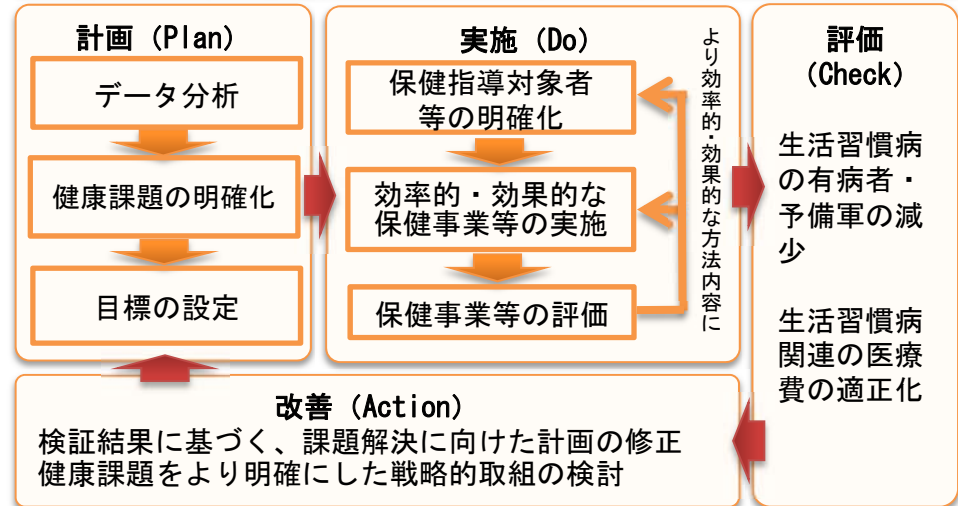 計画 (Plan)
データ分析
健康課題の明確化
目標の設定
実施 (Do)
保健指導対象者
等の明確化
効率的・効果的な
保健事業等の実施
保健事業等の評価
より効率的・効果的な方法内容に
評価
(Check)
生活習慣病
の有病者・
予備軍の減
少
生活習慣病
関連の医療
費の適正化
改善 (Action)
検証結果に基づく、課題解決に向けた計画の修正
健康課題をより明確にした戦略的取組の検討